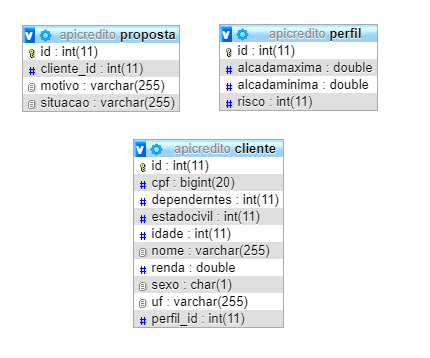 apicredito proposta
id : int(11)
cliente_id : int(11)
motivo : varchar(255)
situacao : varchar(255)
apicredito perfil
id : int(11)
alcadamaxima : double
alcadaminima : double
risco : int(11)
apicredito cliente
id : int(11)
cpf : bigint(20)
dependerntes : int(11)
estadocivil : int(11)
idade : int(11)
nome : varchar(255)
renda : double
sexo : char(1)
uf : varchar(255)
perfil_id : int(11)